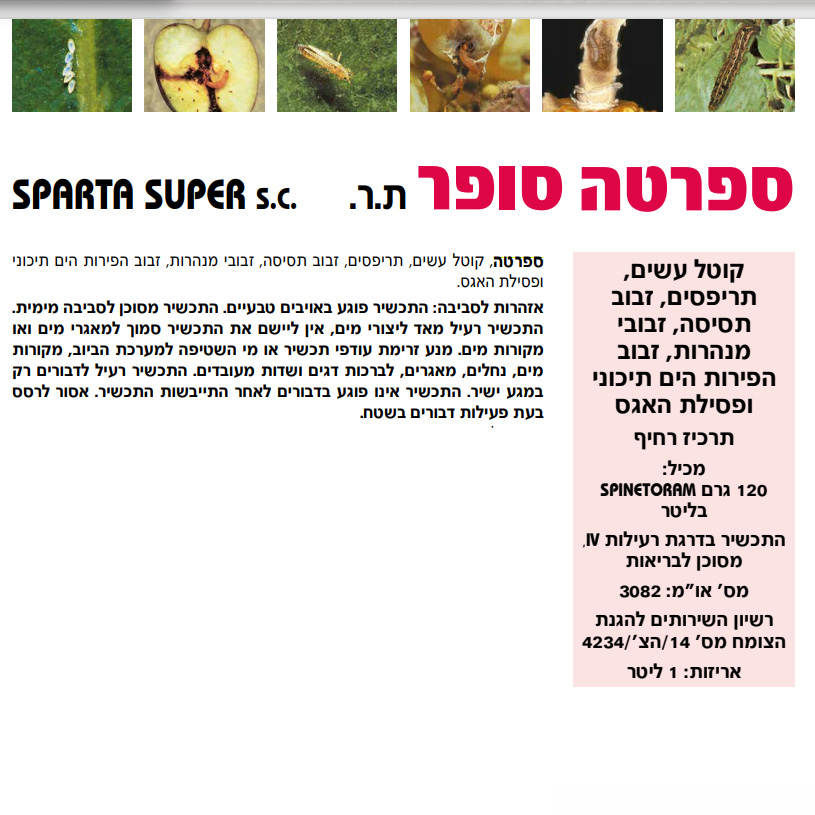 ספרטה סופר ת.ר. SPARTA SUPER s.c.
קוטל עשים,
תריפסים, זבוב
תסיסה, זבובי
מנהרות, זבוב
הפירות הים תיכוני
ופסילת האגס
תרכיז רחיף
מכיל:
120 גרם SPINETORAM
בליטר
התכשיר בדרגת רעילות IV,
מסוכן לבריאות
מס' או"מ: 3082
רשיון השירותים להגנת
הצומח מס' 14/הצ'/4234
אריזות: 1 ליטר
ספרטה, קוטל עשים, תריפסים, זבוב תסיסה, זבובי מנהרות, זבוב הפירות הים תיכוני
ופסילת האגס.
אזהרות לסביבה: התכשיר פוגע באויבים טבעיים. התכשיר מסוכן לסביבה מימית.
התכשיר רעיל מאד ליצורי מים, אין ליישם את התכשיר סמוך למאגרי מים ואו
מקורות מים. מנע זרימת עודפי תכשיר או מי השטיפה למערכת הביוב, מקורות
מים, נחלים, מאגרים, לברכות דגים ושדות מעובדים. התכשיר רעיל לדבורים רק
במגע ישיר. התכשיר אינו פוגע בדבורים לאחר התייבשות התכשיר. אסור לרסס
בעת פעילות דבורים בשטח.